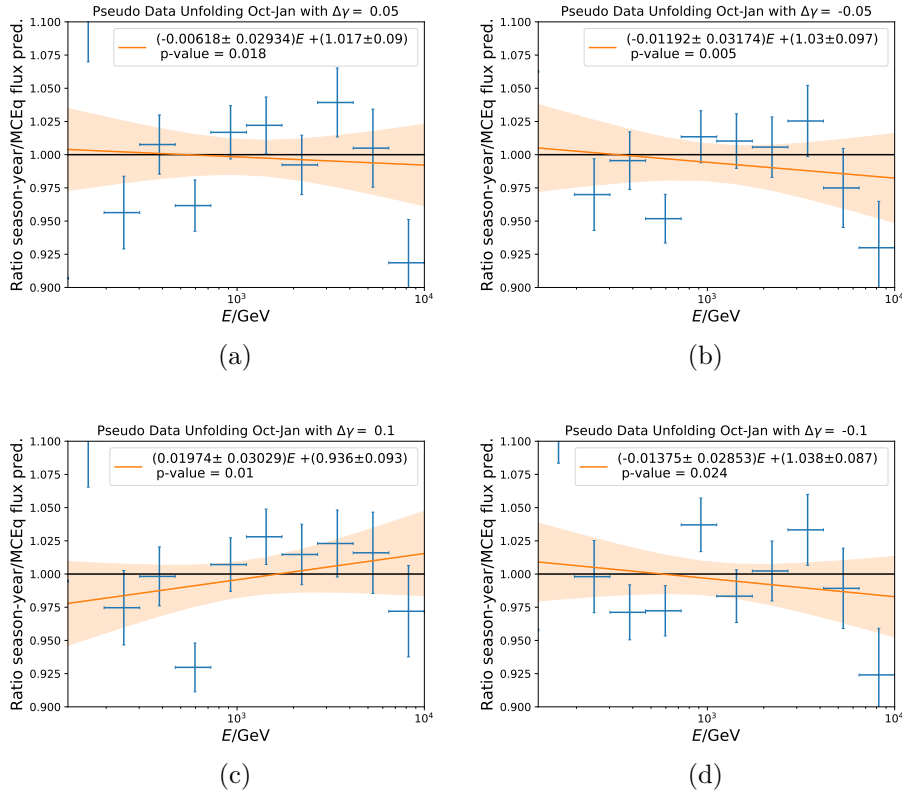 Pseudo Data Unfolding Oct-Jan with Δγ = 0.05
(-0.00618± 0.02934)E +(1.017±0.09)
p-value = 0.018
Ratio season-year/MCEq flux pred.
1.100
1.075
1.050
1.025
1.000
0.975
0.950
0.925
0.900
10³
10⁴
E/GeV
(a)
Pseudo Data Unfolding Oct-Jan with Δγ = -0.05
(-0.01192± 0.03174)E +(1.03±0.097)
p-value = 0.005
Ratio season-year/MCEq flux pred.
1.100
1.075
1.050
1.025
1.000
0.975
0.950
0.925
0.900
10³
10⁴
E/GeV
(b)
Pseudo Data Unfolding Oct-Jan with Δγ = 0.1
(0.01974± 0.03029)E +(0.936±0.093)
p-value = 0.01
Ratio season-year/MCEq flux pred.
1.100
1.075
1.050
1.025
1.000
0.975
0.950
0.925
0.900
10³
10⁴
E/GeV
(c)
Pseudo Data Unfolding Oct-Jan with Δγ = -0.1
(-0.01375± 0.02853)E +(1.038±0.087)
p-value = 0.024
Ratio season-year/MCEq flux pred.
1.100
1.075
1.050
1.025
1.000
0.975
0.950
0.925
0.900
10³
10⁴
E/GeV
(d)